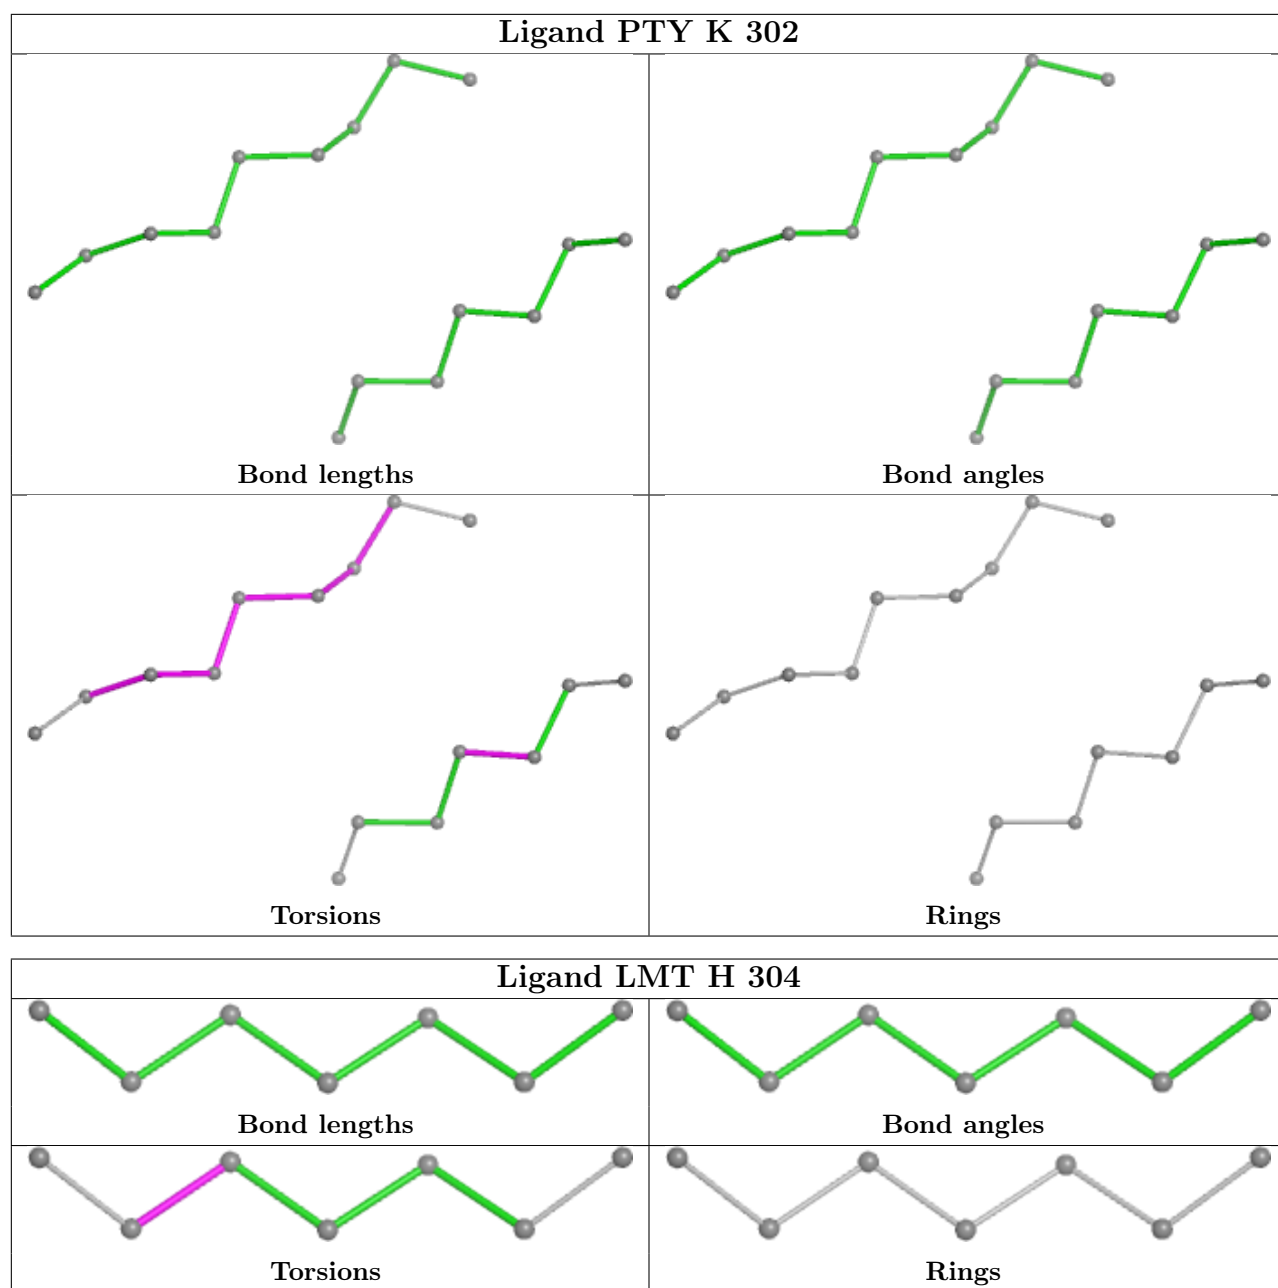 Ligand PTY K 302
Bond lengths
Bond angles
Torsions
Rings
Ligand LMT H 304
Bond lengths
Bond angles
Torsions
Rings